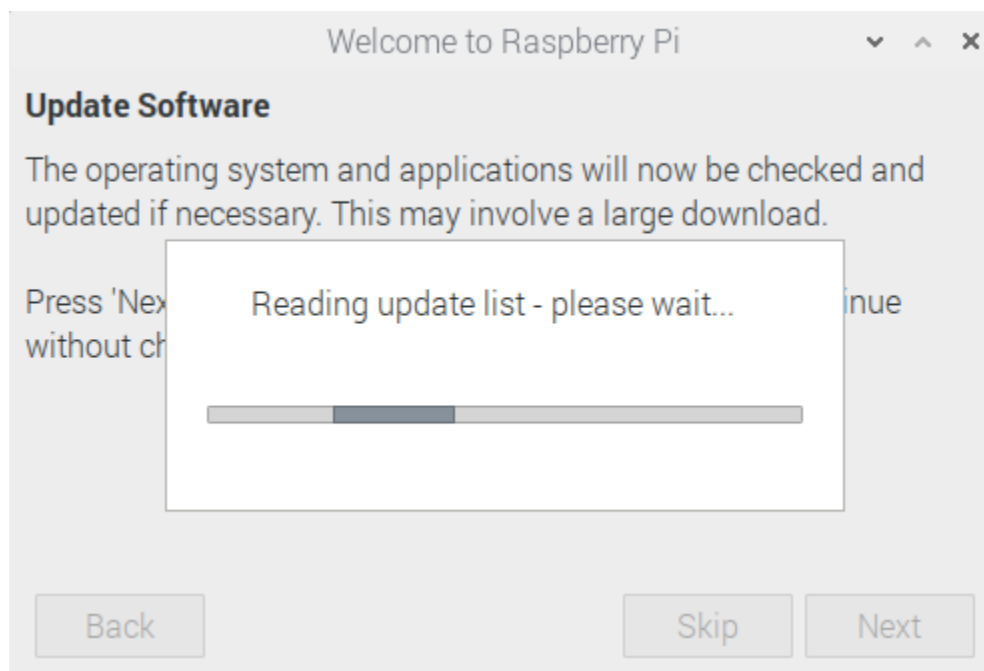 Welcome to Raspberry Pi
Update Software
The operating system and applications will now be checked and
updated if necessary. This may involve a large download.
Press 'Nex
inue
without ch
Reading update list - please wait...
Back
Skip
Next